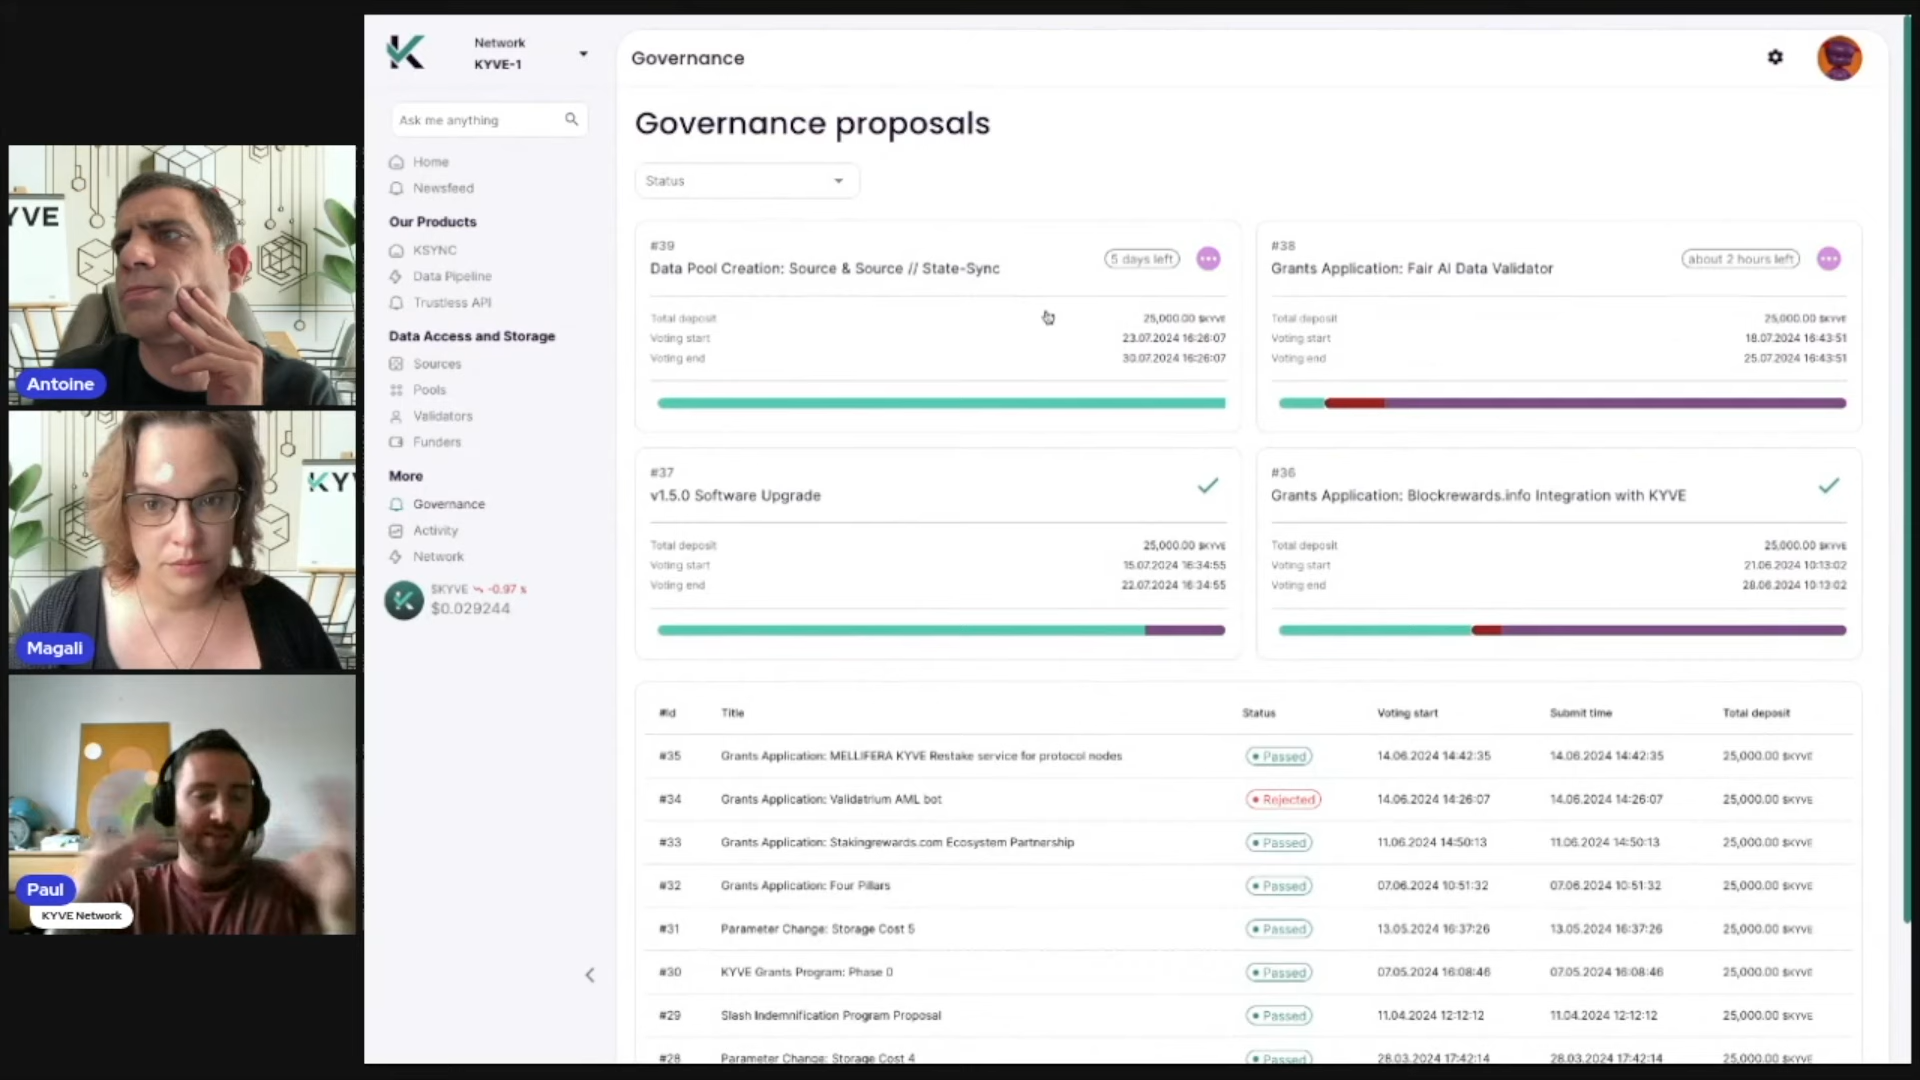 YVE
Antoine
KY
Magali
Paul
KYVE Network
Network
KYVE-1
Ask me anything
Home
Newsfeed
Our Products
KSYNC
Data Pipeline
Trustless API
Data Access and Storage
Sources
Pools
Validators
Funders
More
Governance
Activity
Network
$KYVE -0.97 %
$0.029244
Governance
Governance proposals
Status
#39
Data Pool Creation: Source & Source // State-Sync
5 days left
Total deposit 25,000.00 $KYVE
Voting start 23.07.2024 16:26:07
Voting end 30.07.2024 16:26:07
#38
Grants Application: Fair AI Data Validator
about 2 hours left
Total deposit 25,000.00 $KYVE
Voting start 18.07.2024 16:43:51
Voting end 25.07.2024 16:43:51
#37
v1.5.0 Software Upgrade
Total deposit 25,000.00 $KYVE
Voting start 15.07.2024 16:34:55
Voting end 22.07.2024 16:34:55
#36
Grants Application: Blockrewards.info Integration with KYVE
Total deposit 25,000.00 $KYVE
Voting start 21.06.2024 10:13:02
Voting end 28.06.2024 10:13:02
#Id Title Status Voting start Submit time Total deposit
#35 Grants Application: MELLIFERA KYVE Restake service for protocol nodes Passed 14.06.2024 14:42:35 14.06.2024 14:42:35 25,000.00 $KYVE
#34 Grants Application: Validatrium AML bot Rejected 14.06.2024 14:26:07 14.06.2024 14:26:07 25,000.00 $KYVE
#33 Grants Application: Stakingrewards.com Ecosystem Partnership Passed 11.06.2024 14:50:13 11.06.2024 14:50:13 25,000.00 $KYVE
#32 Grants Application: Four Pillars Passed 07.06.2024 10:51:32 07.06.2024 10:51:32 25,000.00 $KYVE
#31 Parameter Change: Storage Cost 5 Passed 13.05.2024 16:37:26 13.05.2024 16:37:26 25,000.00 $KYVE
#30 KYVE Grants Program: Phase 0 Passed 07.05.2024 16:08:46 07.05.2024 16:08:46 25,000.00 $KYVE
#29 Slash Indemnification Program Proposal Passed 11.04.2024 12:12:12 11.04.2024 12:12:12 25,000.00 $KYVE
#28 Parameter Change: Storage Cost 4 Passed 28.03.2024 17:42:14 28.03.2024 17:42:14 25,000.00 $KYVE